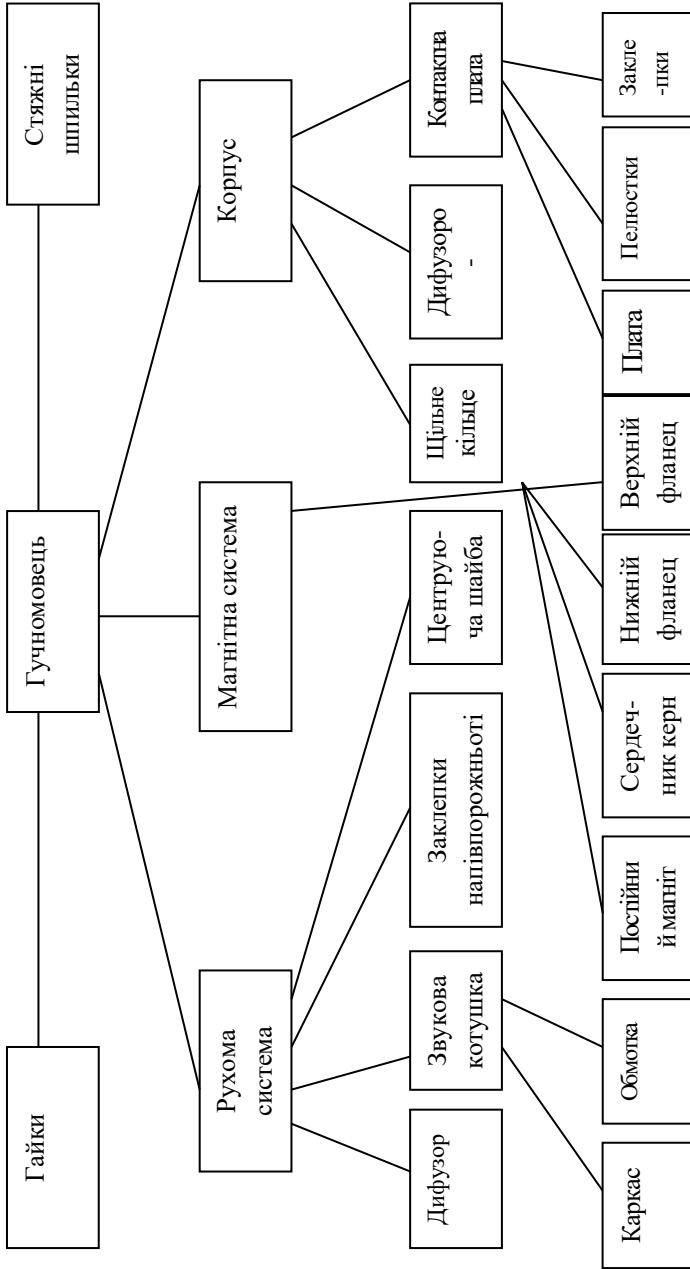 Гайки
Гучномовець
Стяжні
шпильки
Рухома
система
Магнітна система
Корпус
Дифузор
Звукова
котушка
Заклепки
напівпорожньоті
Центрую-
ча шайба
Щільне
кільце
Дифузоро
-
Контактна
плата
Каркас
Обмотка
Постійни
й магніт
Сердеч-
ник керн
Нижній
фланец
Верхній
фланец
Плата
Пелюстки
Закле
-пки